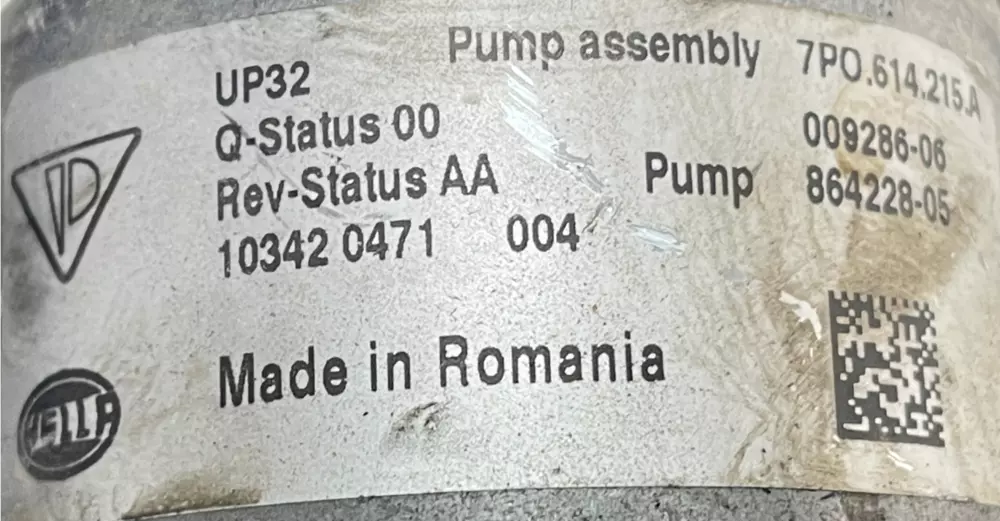 Pump assembly 7PO.614.215.A
009286-06
Pump 864228-05
UP32
Q-Status 00
Rev-Status AA
10342 0471 004
Made in Romania
HELLA